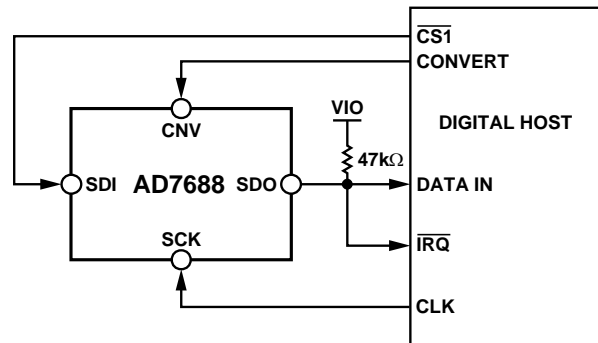 CS1
CONVERT
VIO
CNV
DIGITAL HOST
47kΩ
SDI AD7688 SDO
DATA IN
SCK
IRQ
CLK